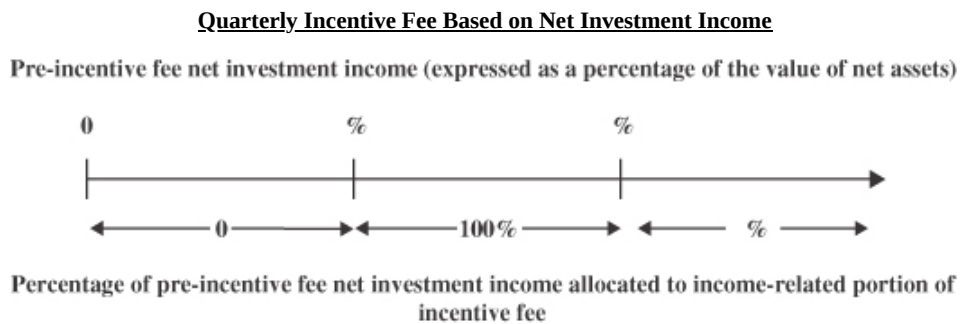 Quarterly Incentive Fee Based on Net Investment Income
Pre-incentive fee net investment income (expressed as a percentage of the value of net assets)
0 % %
0 100% %
Percentage of pre-incentive fee net investment income allocated to income-related portion of
incentive fee